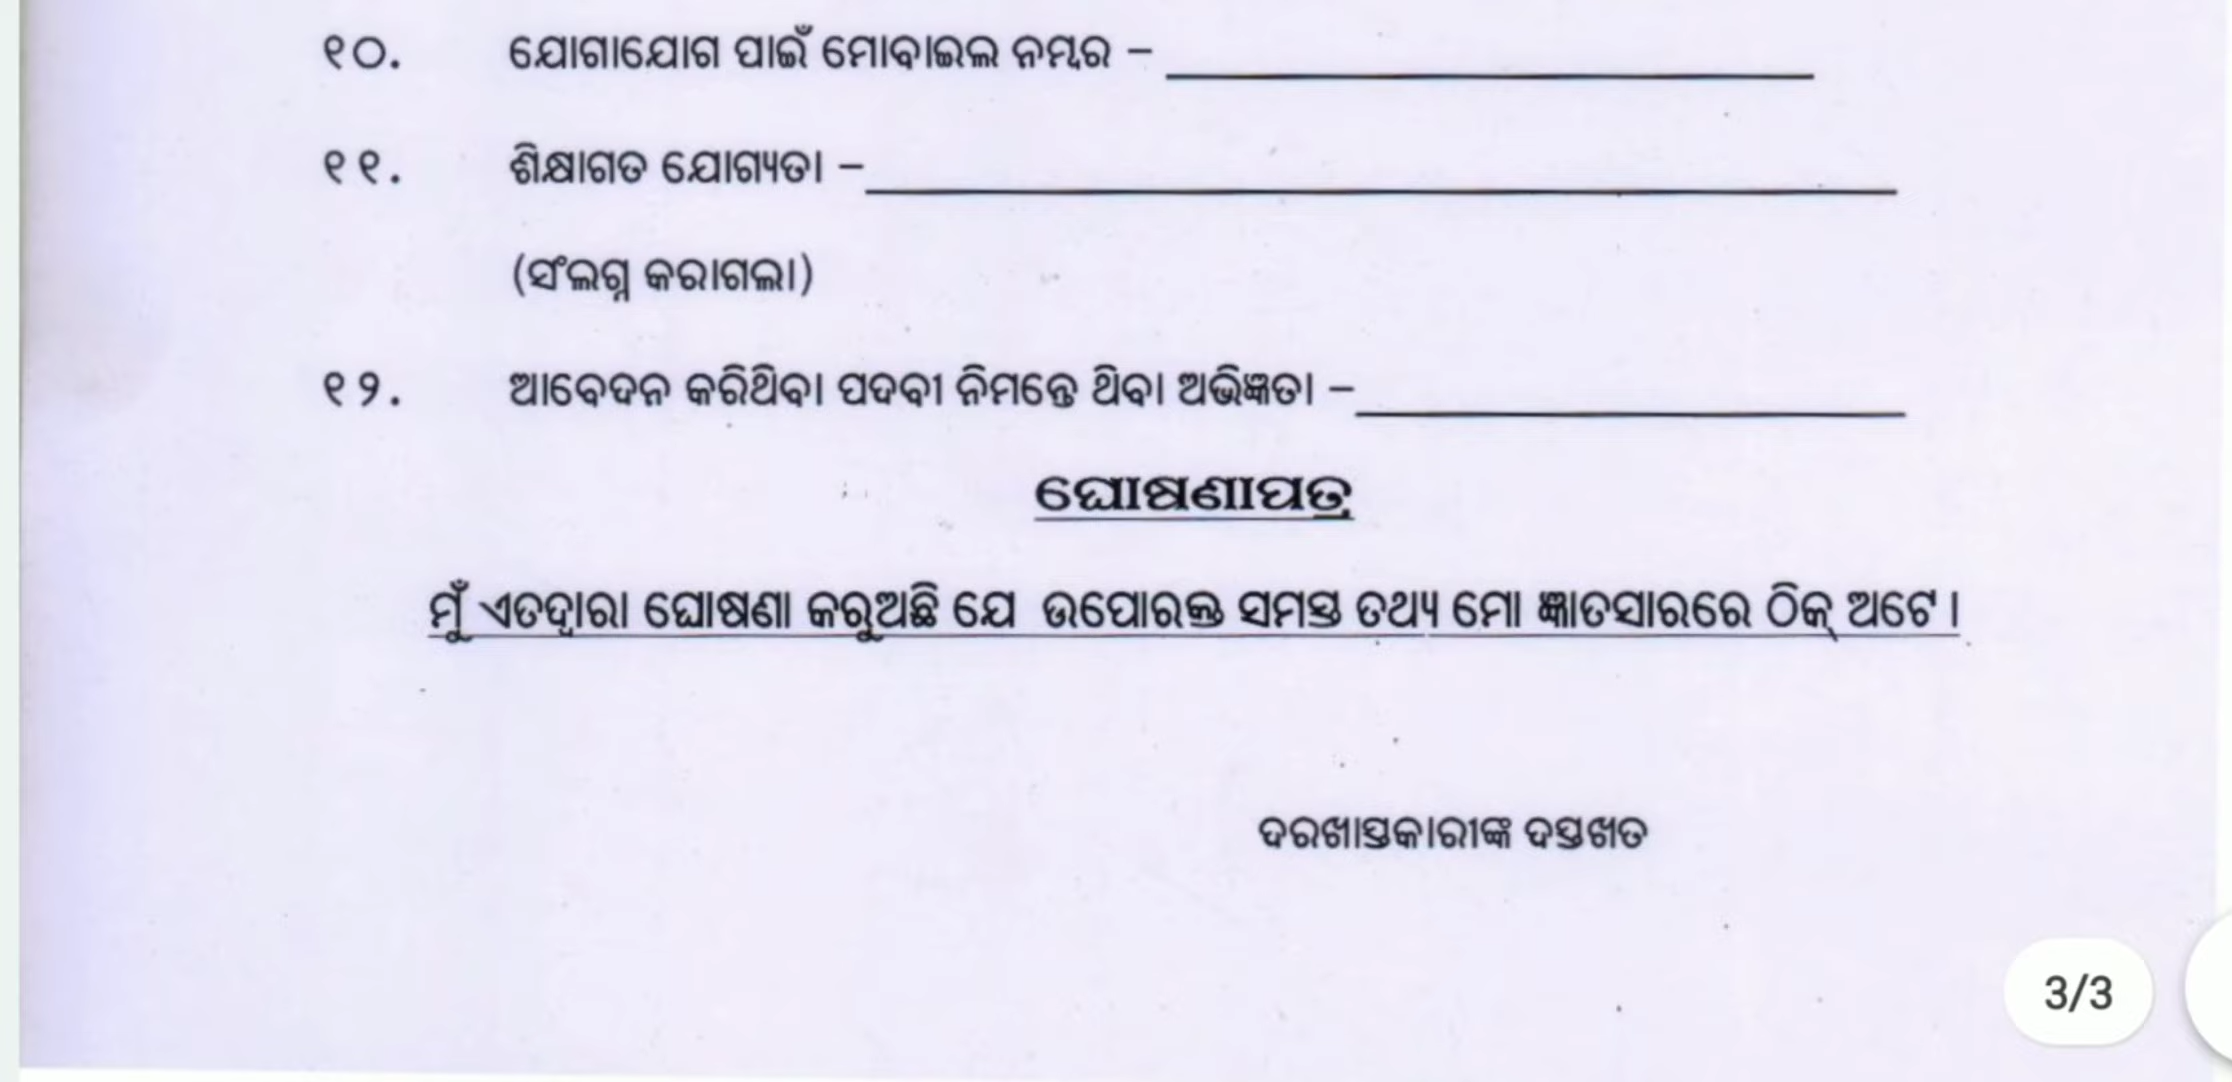 ୧୦. ଯୋଗାଯୋଗ ପାଇଁ ମୋବାଇଲ ନମ୍ବର –
୧୧. ଶିକ୍ଷାଗତ ଯୋଗ୍ୟତା –
(ସଂଲଗ୍ନ କରାଗଲା)
୧୨. ଆବେଦନ କରିଥିବା ପଦବୀ ନିମନ୍ତେ ଥିବା ଅଭିଜ୍ଞତା –
ଘୋଷଣାପତ୍ର
ମୁଁ ଏତଦ୍ୱାରା ଘୋଷଣା କରୁଅଛି ଯେ ଉପୋରକ୍ତ ସମସ୍ତ ତଥ୍ୟ ମୋ ଜ୍ଞାତସାରରେ ଠିକ୍ ଅଟେ।
ଦରଖାସ୍ତକାରୀଙ୍କ ଦସ୍ତଖତ
3/3